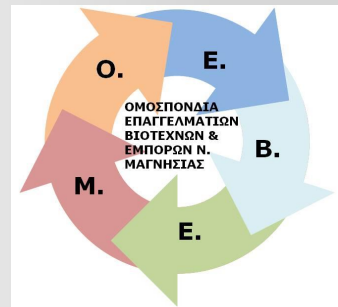 Ο.
Ε.
Β.
Ε.
Μ.
ΟΜΟΣΠΟΝΔΙΑ
ΕΠΑΓΓΕΛΜΑΤΙΩΝ
ΒΙΟΤΕΧΝΩΝ &
ΕΜΠΟΡΩΝ Ν.
ΜΑΓΝΗΣΙΑΣ